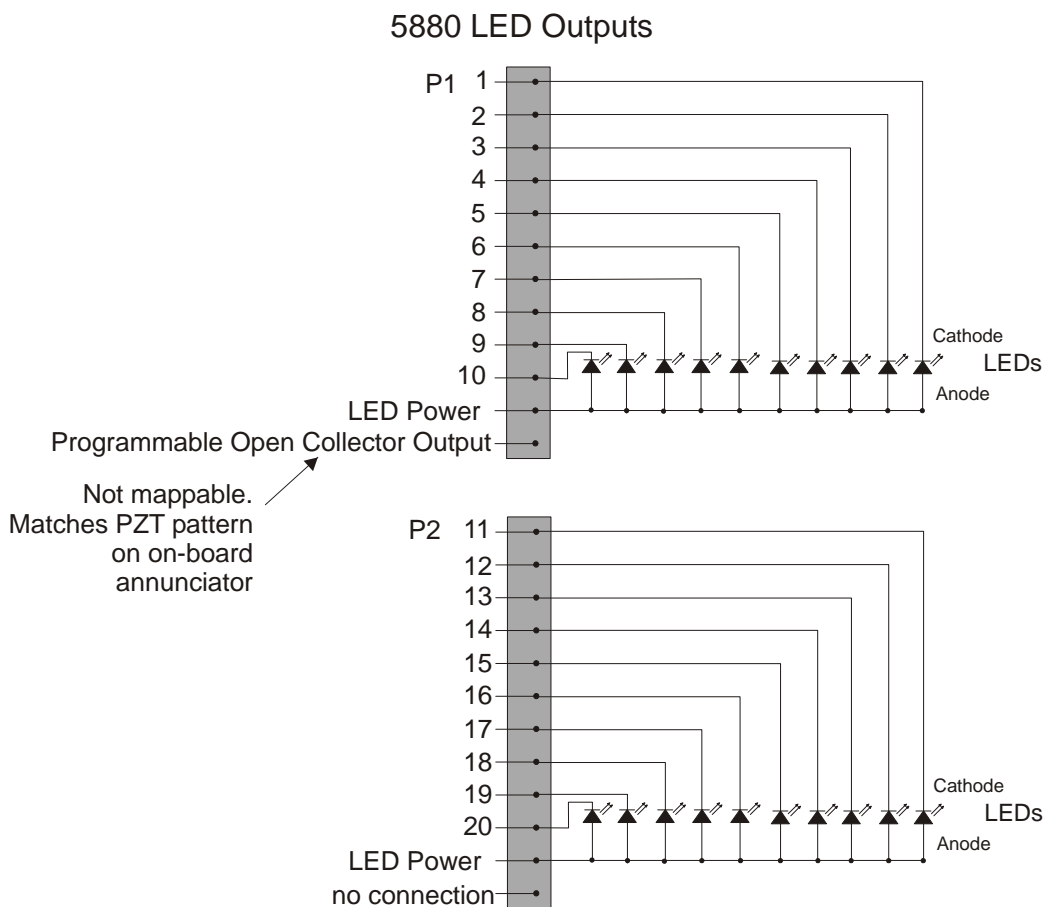 5880 LED Outputs
P1 1
2
3
4
5
6
7
8
9
10
Cathode
LEDs
Anode
LED Power
Programmable Open Collector Output
Not mappable.
Matches PZT pattern
on on-board
annunciator
P2 11
12
13
14
15
16
17
18
19
20
Cathode
LEDs
Anode
LED Power
no connection